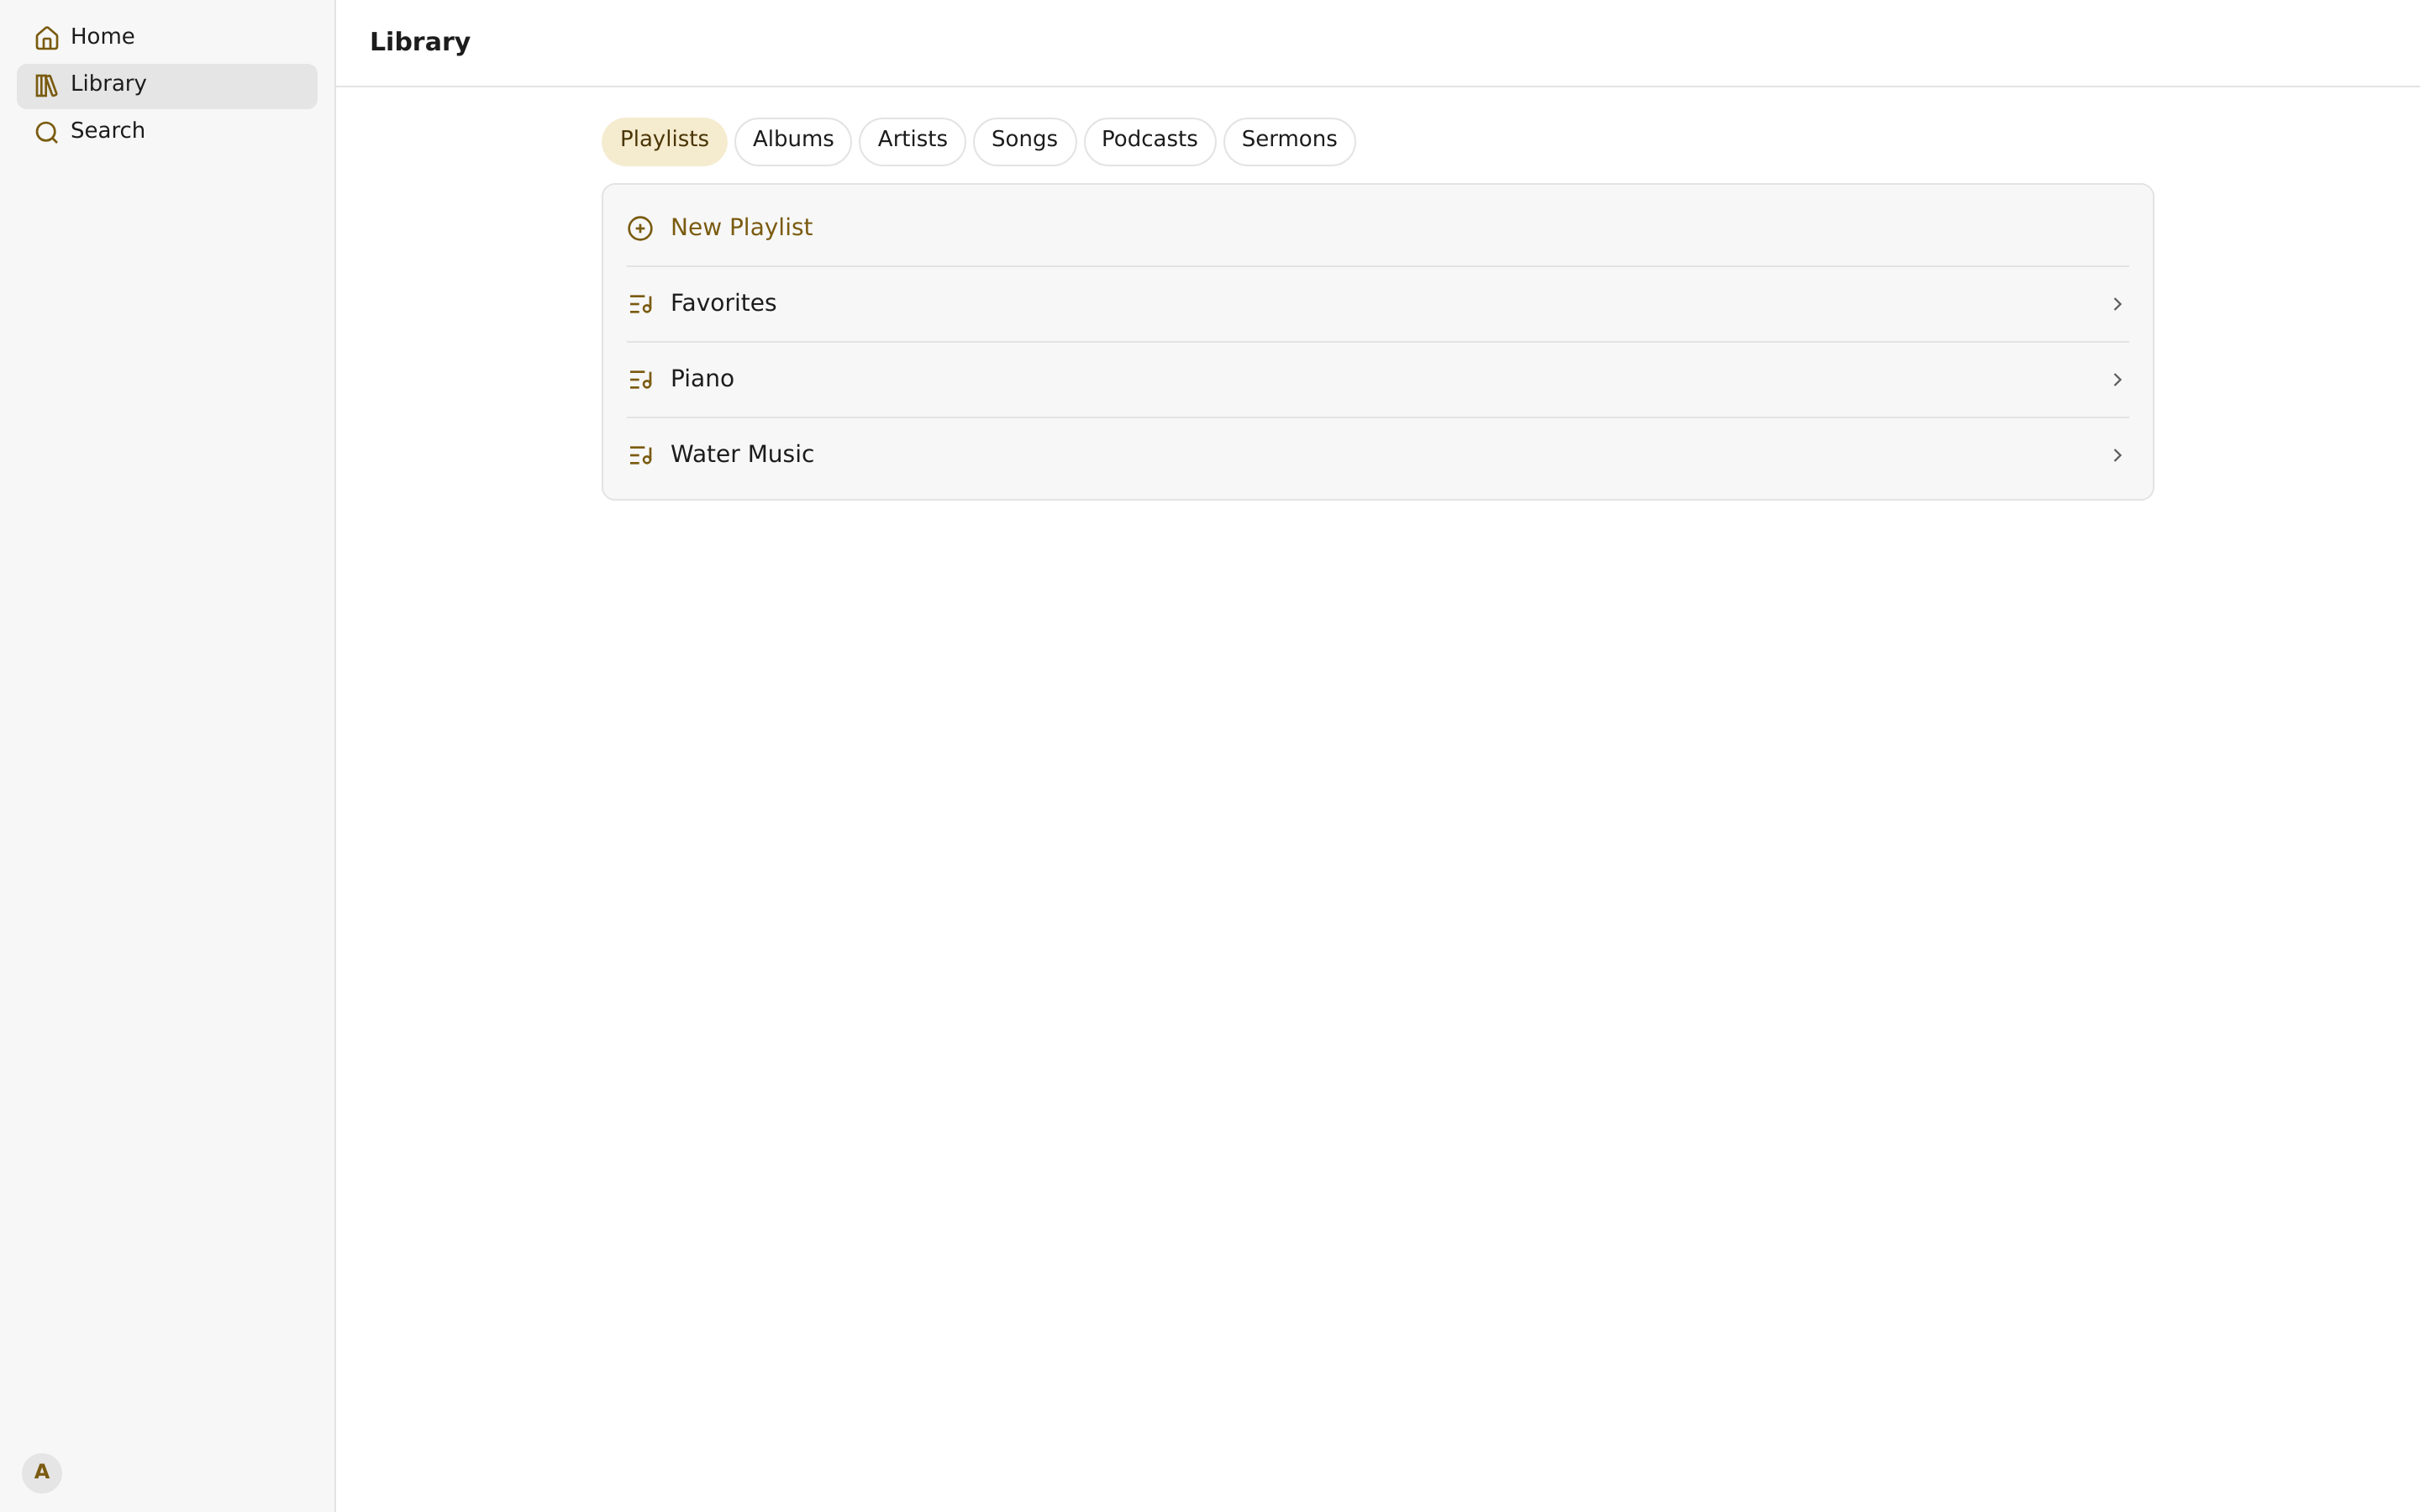 Home
Library
Search
Library
Playlists Albums Artists Songs Podcasts Sermons
New Playlist
Favorites
Piano
Water Music
A